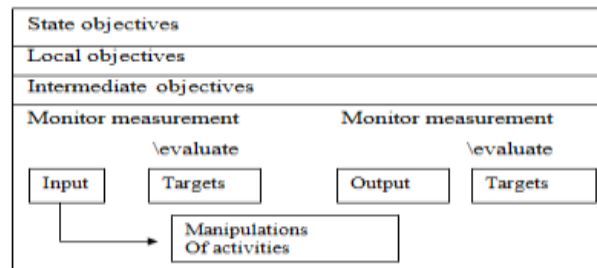 State objectives
Local objectives
Intermediate objectives
Monitor measurement Monitor measurement
\evaluate \evaluate
Input Targets Output Targets
Manipulations
Of activities